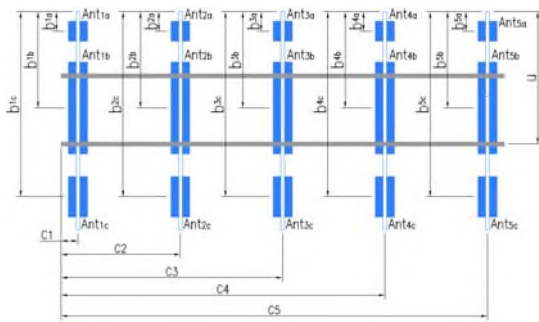 b1a Ant1a b2a Ant2a b3a Ant3a b4a Ant4a b5a Ant5a
b1b Ant1b b2b Ant2b b3b Ant3b b4b Ant4b b5b Ant5b
b1c b2c b3c b4c b5c u
Ant1c Ant2c Ant3c Ant4c Ant5c
C1
C2
C3
C4
C5